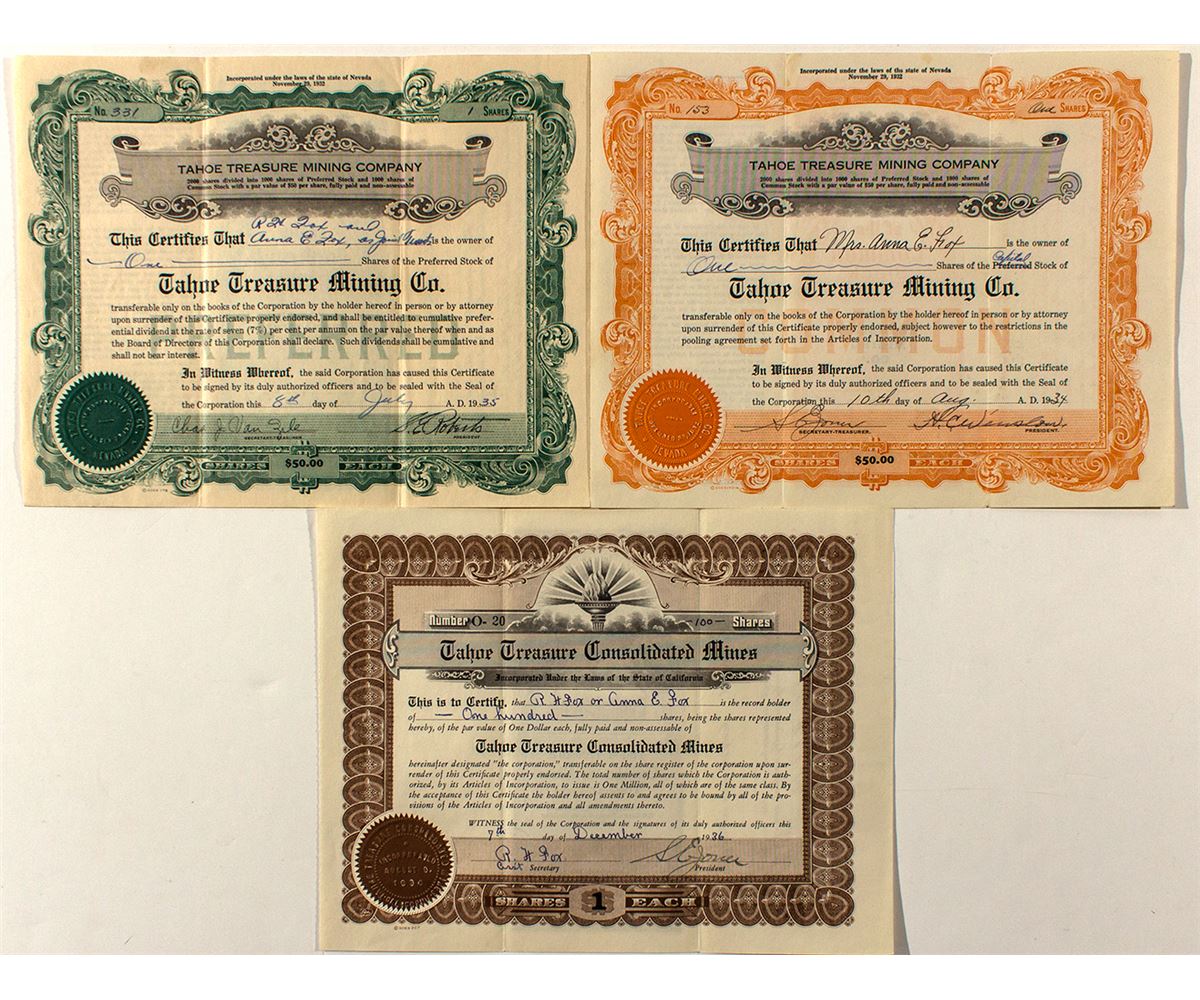 Incorporated under the laws of the state of Nevada
November 29, 1932
No. 331
1 SHARES
TAHOE TREASURE MINING COMPANY
2000 shares divided into 1000 shares of Preferred Stock and 1000 shares of
Common Stock with a par value of $50 per share, fully paid and non-assessable
R H Fox and
This Certifies That Anna E Fox, as Join is the owner of
One Shares of the Preferred Stock of
Tahoe Treasure Mining Co.
transferable only on the books of the Corporation by the holder hereof in person or by attorney
upon surrender of this Certificate properly endorsed, and shall be entitled to cumulative prefer-
ential dividend at the rate of seven (7%) per cent per annum on the par value thereof when and as
the Board of Directors of this Corporation shall declare. Such dividends shall be cumulative and
shall not bear interest.
PREFERRED
In Witness Whereof, the said Corporation has caused this Certificate
to be signed by its duly authorized officers and to be sealed with the Seal of
the Corporation this 8th day of July A. D. 1935
Chas J. Van Zele
S. E. Roberts
SECRETARY-TREASURER
PRESIDENT
NEVADA
SHARES $50.00 EACH
Incorporated under the laws of the state of Nevada
November 29, 1932
No. 153
One SHARES
TAHOE TREASURE MINING COMPANY
2000 shares divided into 1000 shares of Preferred Stock and 1000 shares of
Common Stock with a par value of $50 per share, fully paid and non-assessable
This Certifies That Mrs. Anna E. Fox is the owner of
One Shares of the Preferred Capital Stock of
Tahoe Treasure Mining Co.
transferable only on the books of the Corporation by the holder hereof in person or by attorney
upon surrender of this Certificate properly endorsed, subject however to the restrictions in the
pooling agreement set forth in the Articles of Incorporation.
COMMON
In Witness Whereof, the said Corporation has caused this Certificate
to be signed by its duly authorized officers and to be sealed with the Seal of
the Corporation this 10th day of Aug. A. D. 1934
Winslow
SECRETARY-TREASURER.
PRESIDENT.
TAHOE TREASURE MINING CO.
NEVADA
SHARES $50.00 EACH
Number O- 20
-100- Shares
Tahoe Treasure Consolidated Mines
Incorporated Under the Laws of the State of California
This is to Certify, that R H Fox or Anna E Fox is the record holder
of One hundred shares, being the shares represented
hereby, of the par value of One Dollar each, fully paid and non-assessable of
Tahoe Treasure Consolidated Mines
hereinafter designated "the corporation," transferable on the share register of the corporation upon sur-
render of this Certificate properly endorsed. The total number of shares which the Corporation is auth-
orized, by its Articles of Incorporation, to issue is One Million, all of which are of the same class. By
the acceptance of this Certificate the holder hereof assents to and agrees to be bound by all of the pro-
visions of the Articles of Incorporation and all amendments thereto.
WITNESS the seal of the Corporation and the signatures of its duly authorized officers this
7th day of December 1936
R. H Fox
Secretary
President
INCORPORATED
AUGUST
SHARES 1 EACH